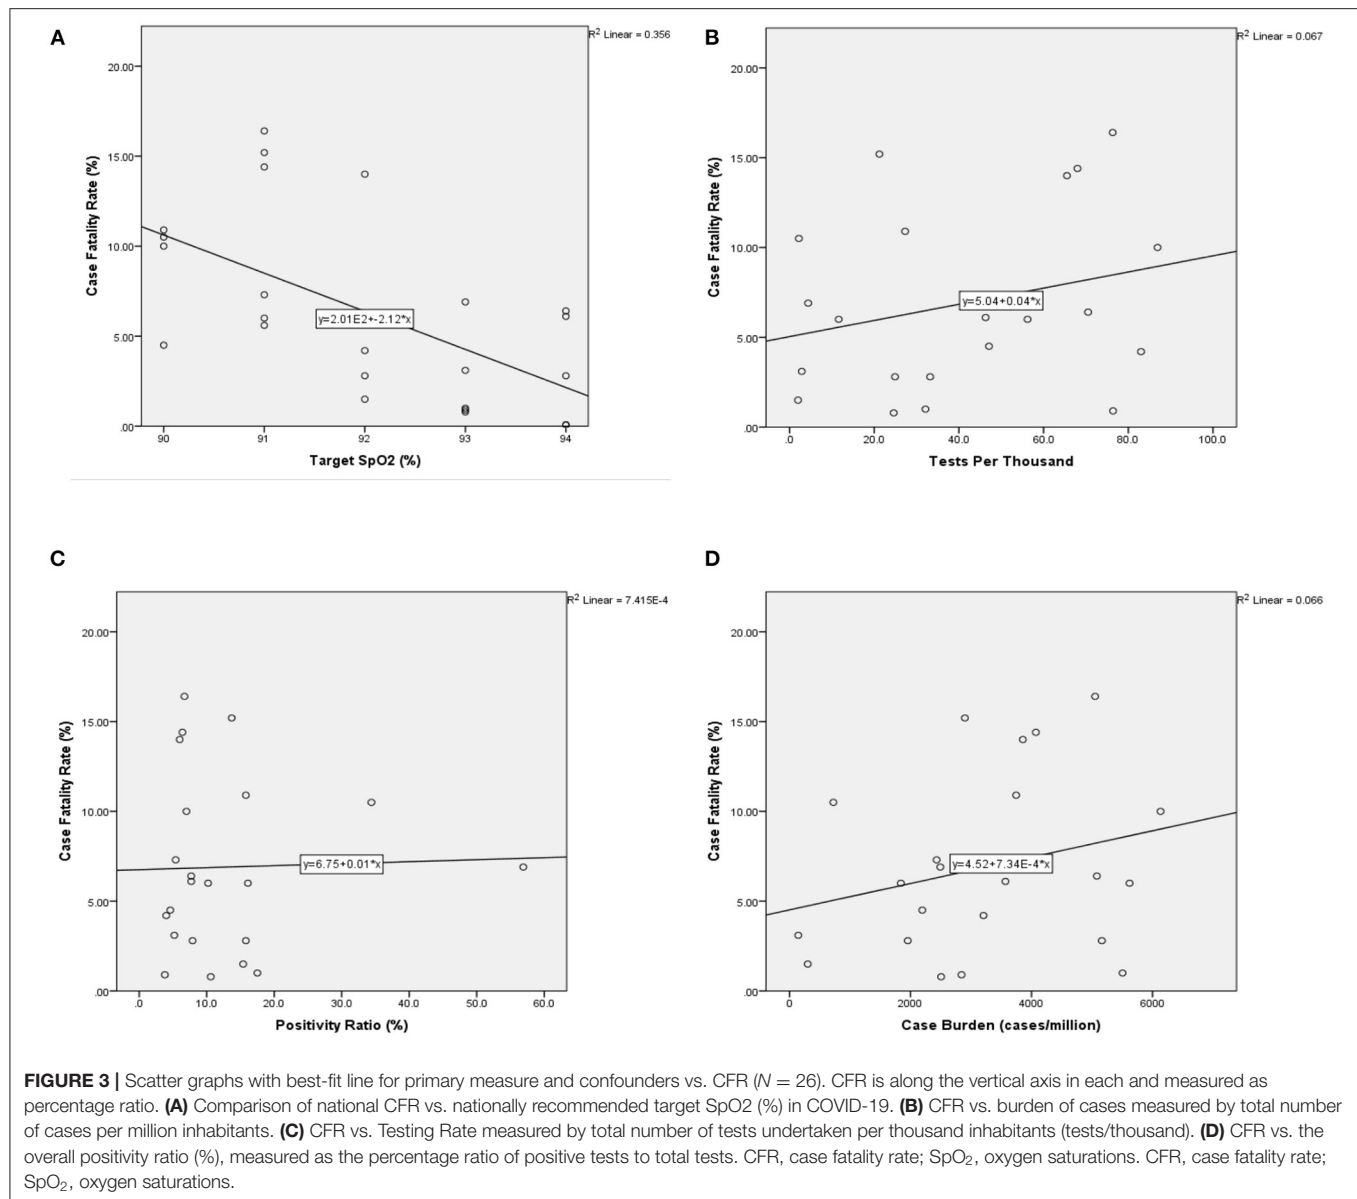 A
R² Linear = 0.356
20.00
15.00
10.00
5.00
.00
Case Fatality Rate (%)
y=2.01E2+-2.12*x
90 91 92 93 94
Target SpO2 (%)
B
R² Linear = 0.067
20.00
15.00
10.00
5.00
.00
Case Fatality Rate (%)
y=5.04+0.04*x
.0 20.0 40.0 60.0 80.0 100.0
Tests Per Thousand
C
R² Linear = 7.415E-4
20.00
15.00
10.00
5.00
.00
Case Fatality Rate (%)
y=6.75+0.01*x
.0 10.0 20.0 30.0 40.0 50.0 60.0
Positivity Ratio (%)
D
R² Linear = 0.066
20.00
15.00
10.00
5.00
.00
Case Fatality Rate (%)
y=4.52+7.34E-4*x
0 2000 4000 6000
Case Burden (cases/million)
FIGURE 3 | Scatter graphs with best-fit line for primary measure and confounders vs. CFR (N = 26). CFR is along the vertical axis in each and measured as
percentage ratio. (A) Comparison of national CFR vs. nationally recommended target SpO2 (%) in COVID-19. (B) CFR vs. burden of cases measured by total number
of cases per million inhabitants. (C) CFR vs. Testing Rate measured by total number of tests undertaken per thousand inhabitants (tests/thousand). (D) CFR vs. the
overall positivity ratio (%), measured as the percentage ratio of positive tests to total tests. CFR, case fatality rate; SpO₂, oxygen saturations. CFR, case fatality rate;
SpO₂, oxygen saturations.